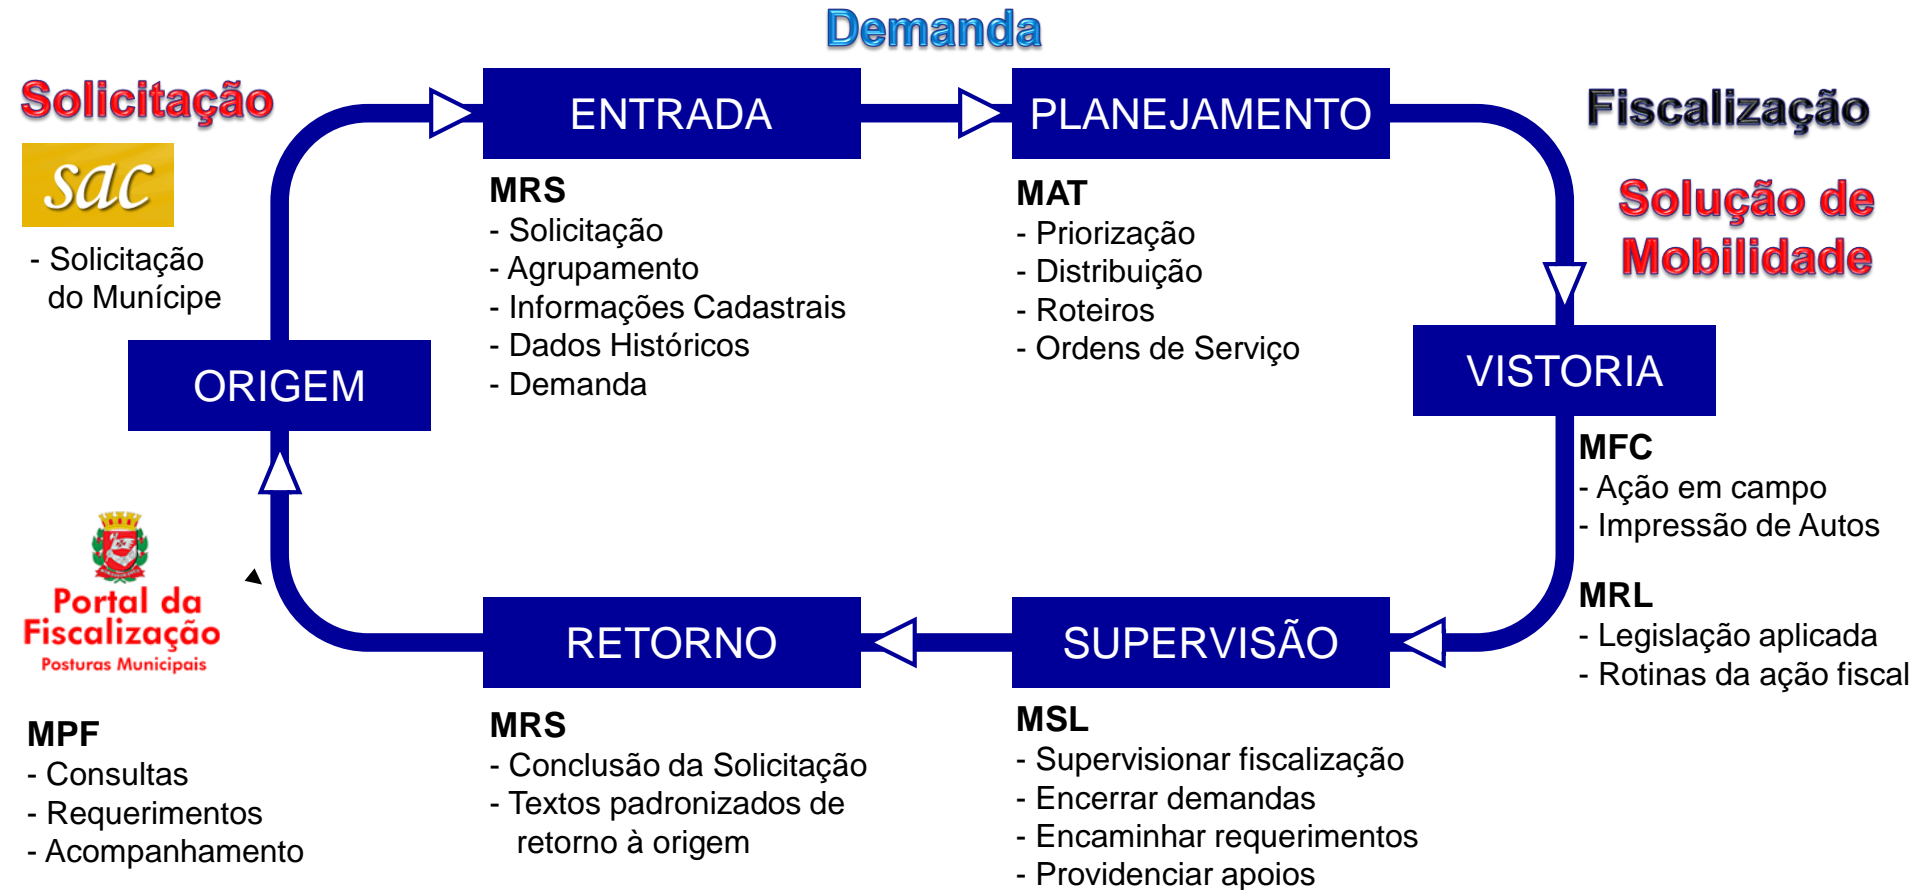 Demanda
Solicitação
sac
- Solicitação
do Munícipe
ORIGEM
ENTRADA
MRS
- Solicitação
- Agrupamento
- Informações Cadastrais
- Dados Históricos
- Demanda
PLANEJAMENTO
MAT
- Priorização
- Distribuição
- Roteiros
- Ordens de Serviço
Fiscalização
Solução de
Mobilidade
VISTORIA
MFC
- Ação em campo
- Impressão de Autos
MRL
- Legislação aplicada
- Rotinas da ação fiscal
SUPERVISÃO
MSL
- Supervisionar fiscalização
- Encerrar demandas
- Encaminhar requerimentos
- Providenciar apoios
RETORNO
MRS
- Conclusão da Solicitação
- Textos padronizados de
retorno à origem
Portal da
Fiscalização
Posturas Municipais
MPF
- Consultas
- Requerimentos
- Acompanhamento